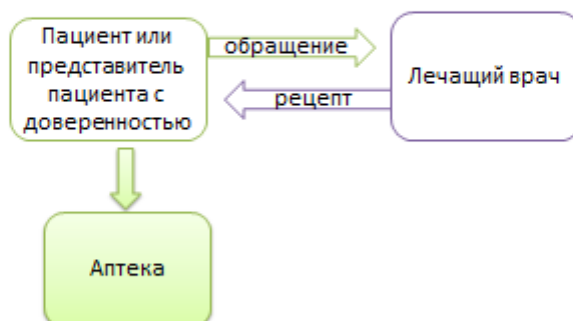 Пациент или
представитель
пациента с
доверенностью
обращение
рецепт
Лечащий врач
Аптека